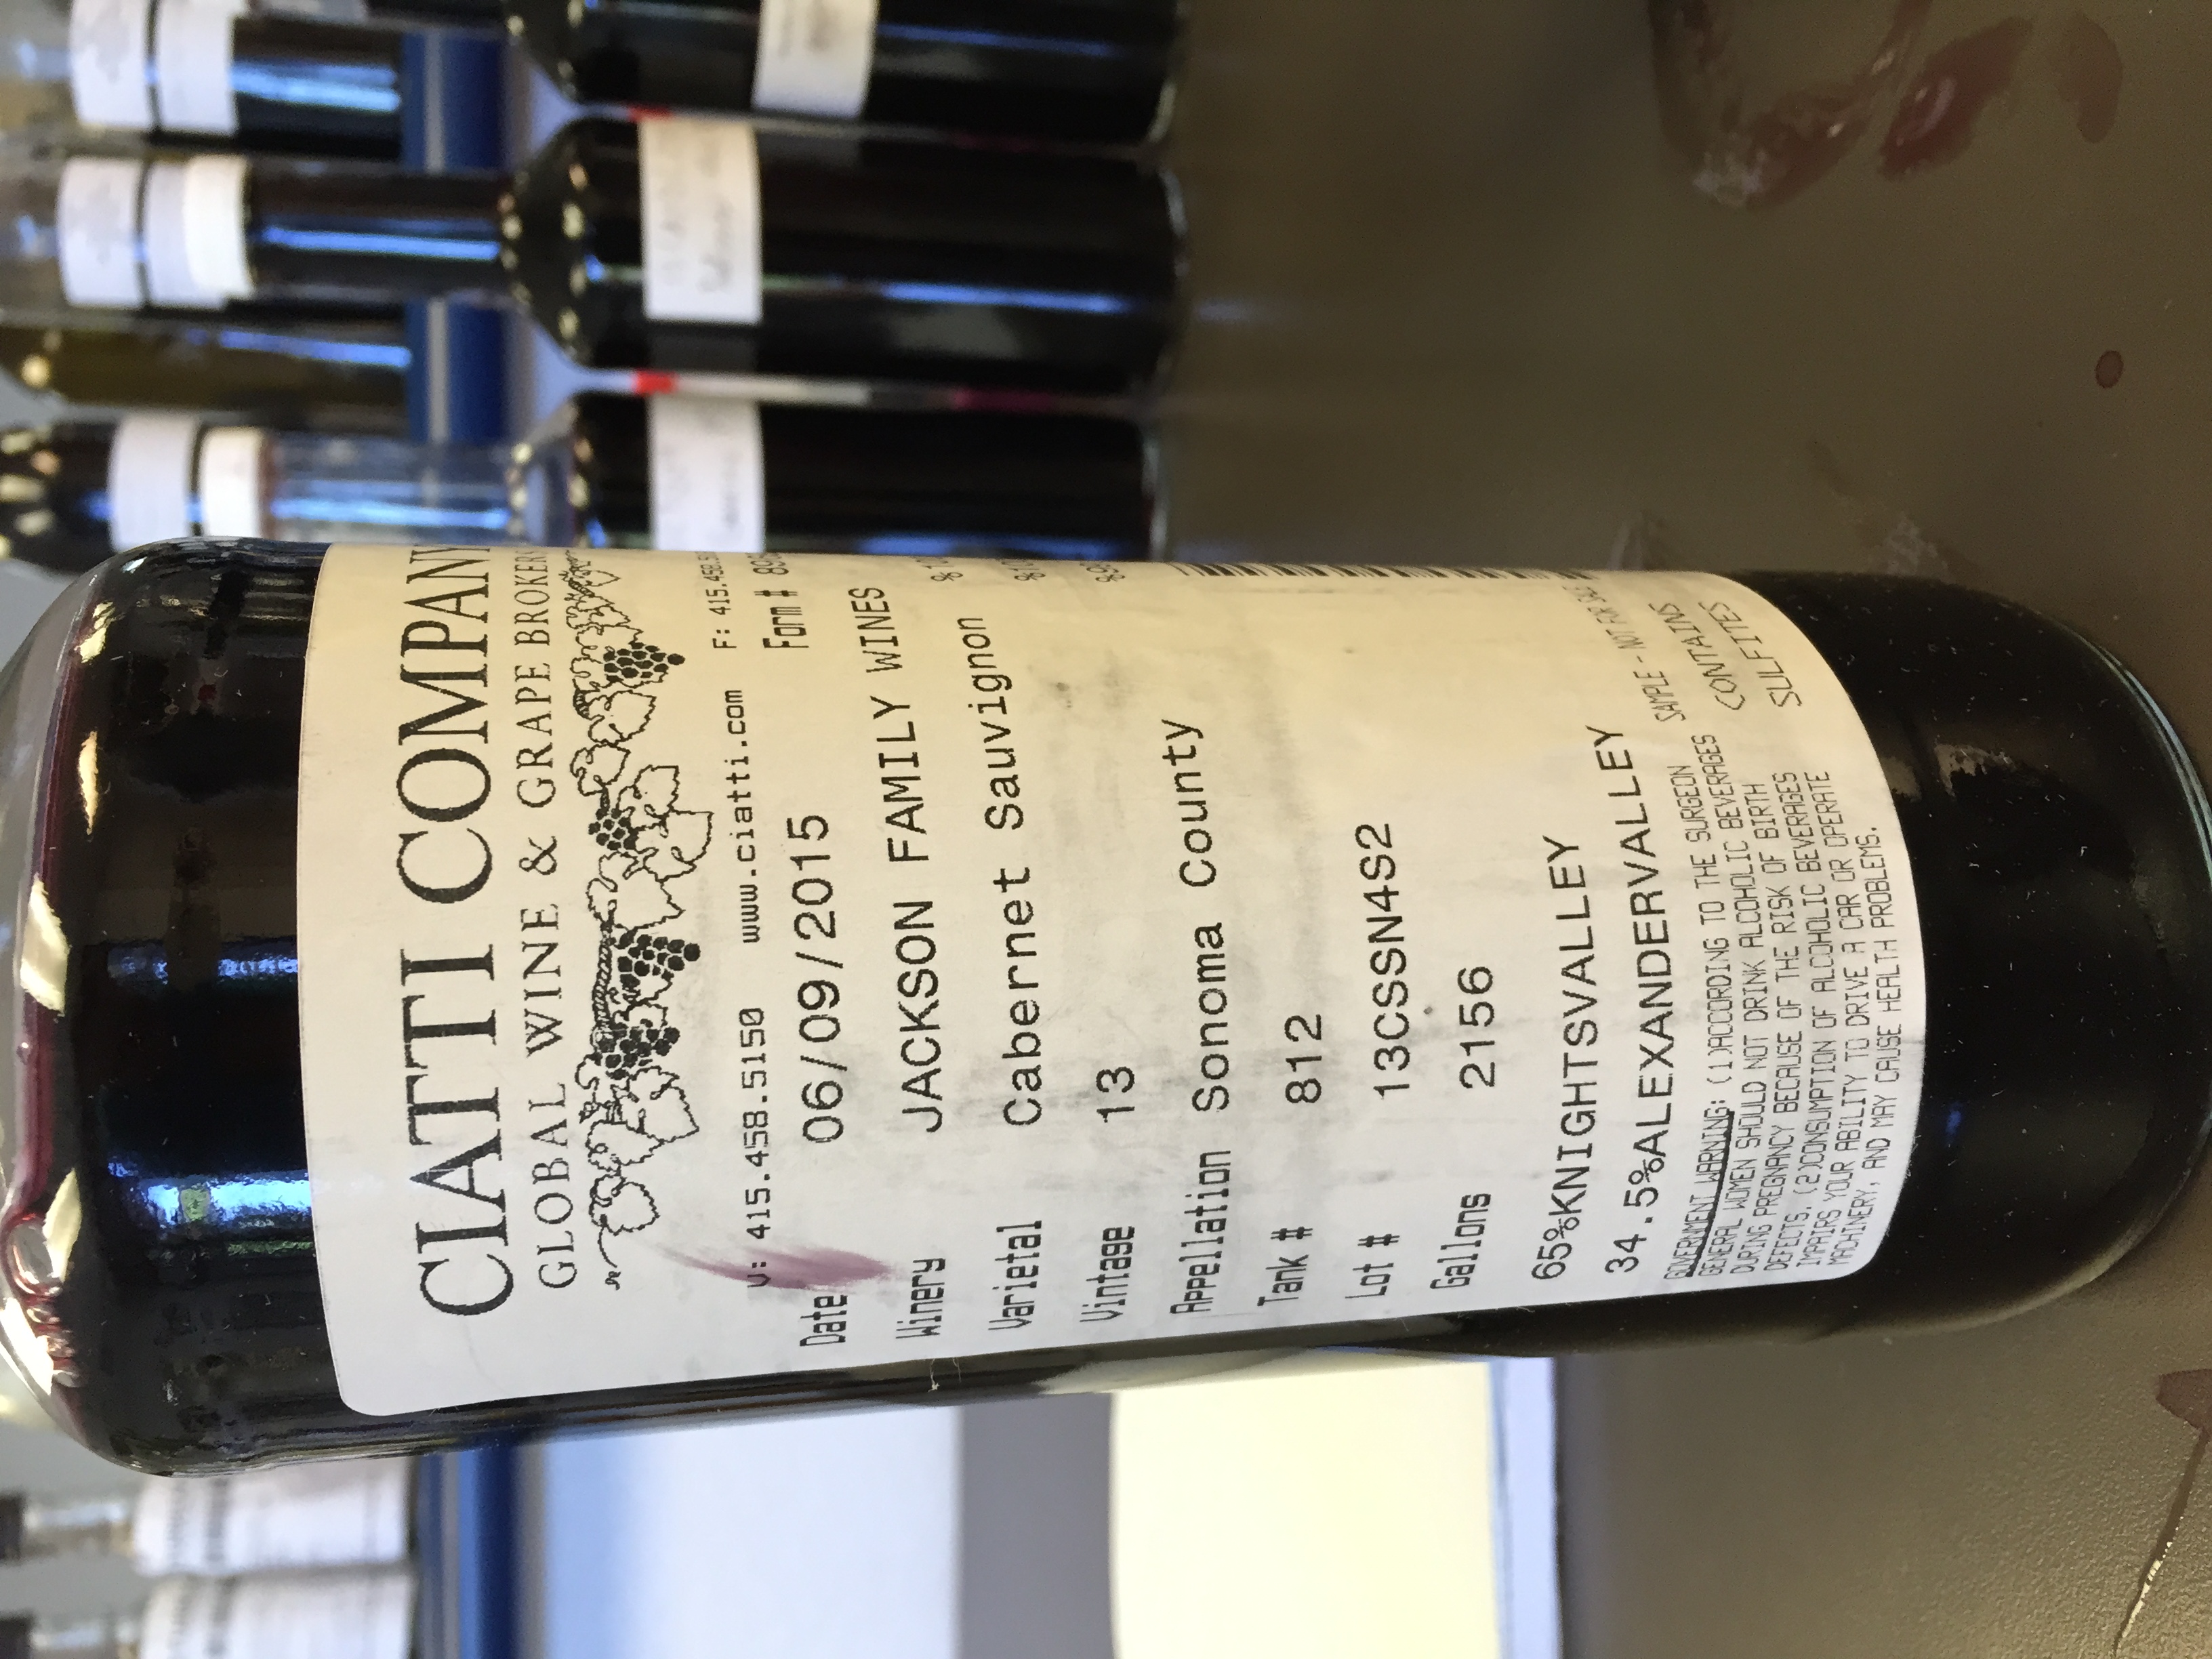 CIATTI COMPANY
GLOBAL WINE & GRAPE BROKERS
V: 415.458.5150 www.ciatti.com F:
Form #
Date 06/09/2015
Winery JACKSON FAMILY WINES
Varietal Cabernet Sauvignon
Vintage 13
Appellation Sonoma County
Tank # 812
Lot # 13CSSN4S2
Gallons 2156
65%KNIGHTSVALLEY
34.5%ALEXANDERVALLEY
GOVERNMENT WARNING: (1)ACCORDING TO THE SURGEON
GENERAL WOMEN SHOULD NOT DRINK ALCOHOLIC BEVERAGES
DURING PREGNANCY BECAUSE OF THE RISK OF BIRTH
DEFECTS. (2)CONSUMPTION OF ALCOHOLIC BEVERAGES
IMPAIRS YOUR ABILITY TO DRIVE A CAR OR OPERATE
MACHINERY, AND MAY CAUSE HEALTH PROBLEMS.
SAMPLE - NOT FOR SALE
CONTAINS
SULFITES